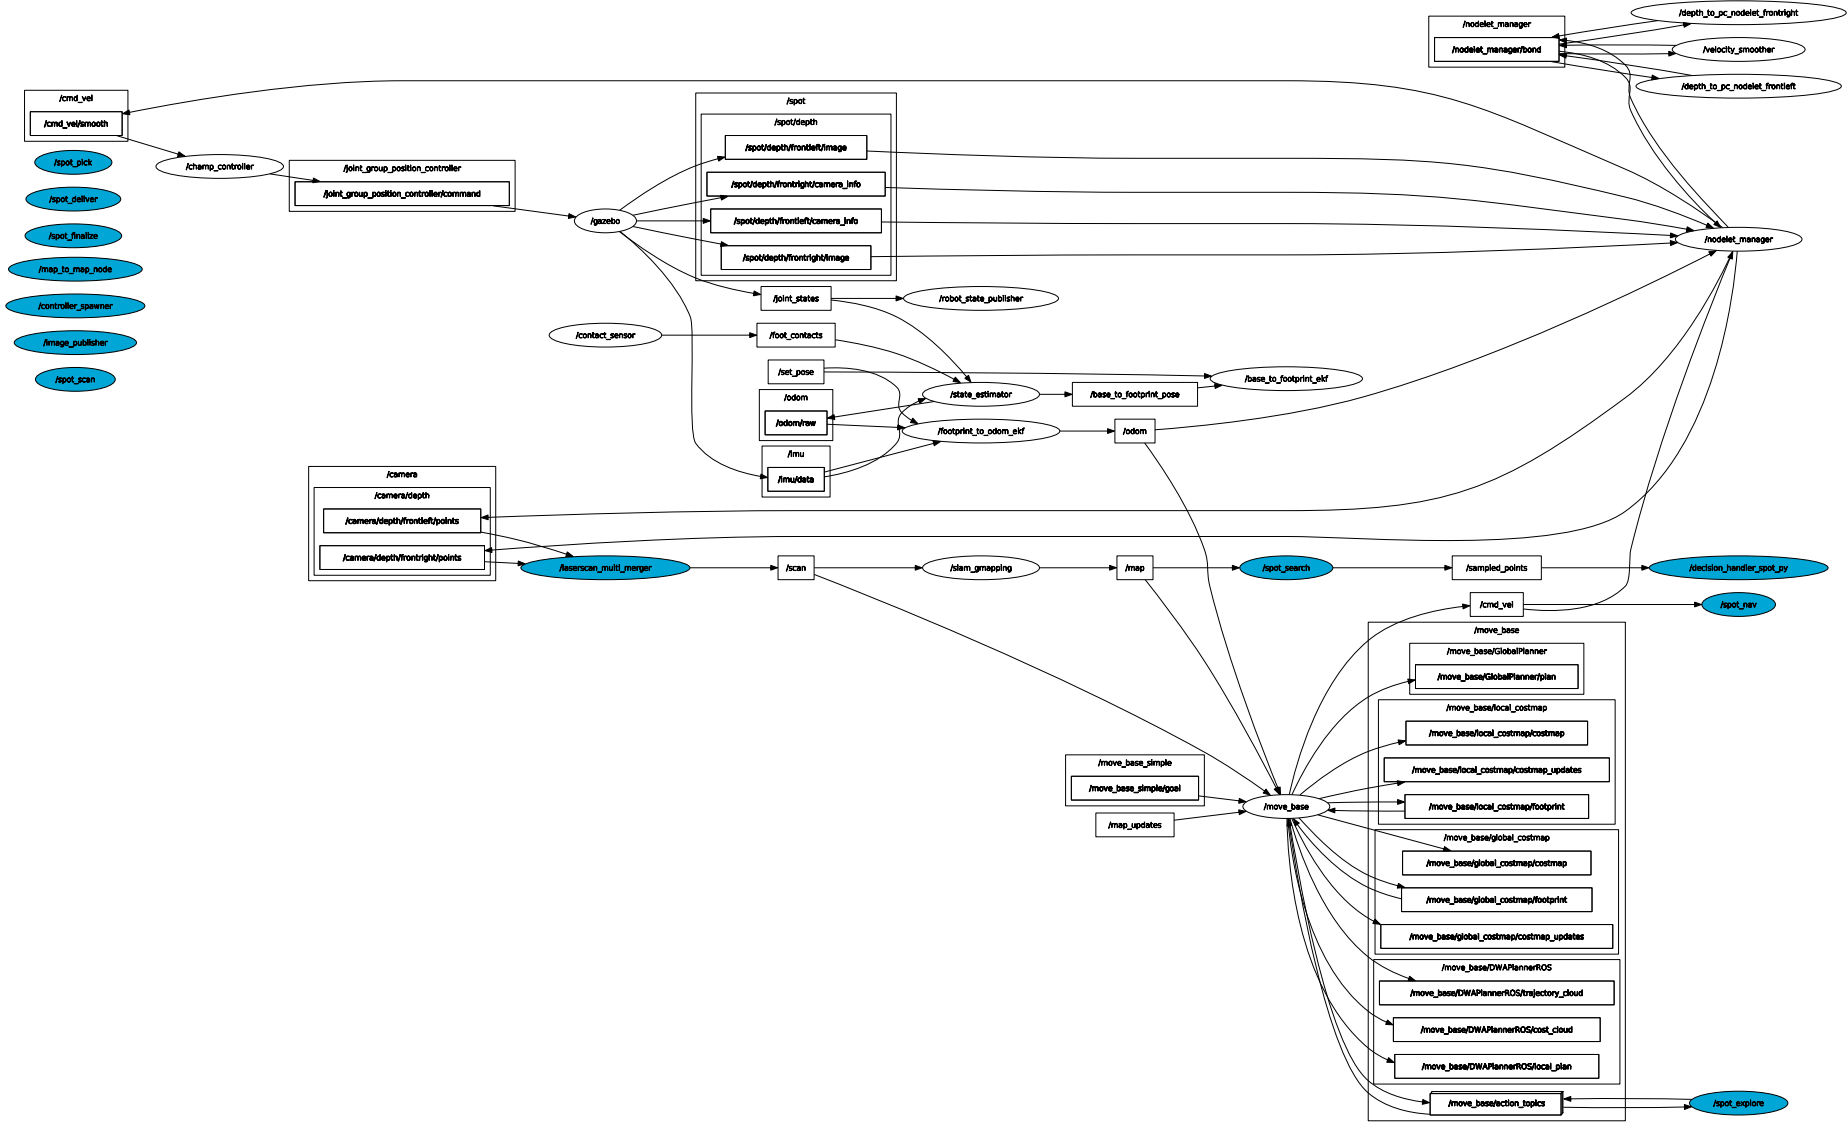 /nodelet_manager
/nodelet_manager/bond
/depth_to_pc_nodelet_frontright
/velocity_smoother
/depth_to_pc_nodelet_frontleft
/cmd_vel
/cmd_vel/smooth
/spot_pick
/spot_deliver
/spot_finalize
/map_to_map_node
/controller_spawner
/image_publisher
/spot_scan
/champ_controller
/joint_group_position_controller
/joint_group_position_controller/command
/gazebo
/contact_sensor
/spot
/spot/depth
/spot/depth/frontleft/image
/spot/depth/frontright/camera_info
/spot/depth/frontleft/camera_info
/spot/depth/frontright/image
/nodelet_manager
/joint_states
/robot_state_publisher
/foot_contacts
/set_pose
/odom
/odom/raw
/imu
/imu/data
/state_estimator
/footprint_to_odom_ekf
/base_to_footprint_pose
/base_to_footprint_ekf
/odom
/camera
/camera/depth
/camera/depth/frontleft/points
/camera/depth/frontright/points
/laserscan_multi_merger
/scan
/slam_gmapping
/map
/spot_search
/sampled_points
/decision_handler_spot_py
/cmd_vel
/spot_nav
/move_base
/move_base/GlobalPlanner
/move_base/GlobalPlanner/plan
/move_base/local_costmap
/move_base/local_costmap/costmap
/move_base/local_costmap/costmap_updates
/move_base/local_costmap/footprint
/move_base_simple
/move_base_simple/goal
/map_updates
/move_base
/move_base/global_costmap
/move_base/global_costmap/costmap
/move_base/global_costmap/footprint
/move_base/global_costmap/costmap_updates
/move_base/DWAPlannerROS
/move_base/DWAPlannerROS/trajectory_cloud
/move_base/DWAPlannerROS/cost_cloud
/move_base/DWAPlannerROS/local_plan
/move_base/action_topics
/spot_explore